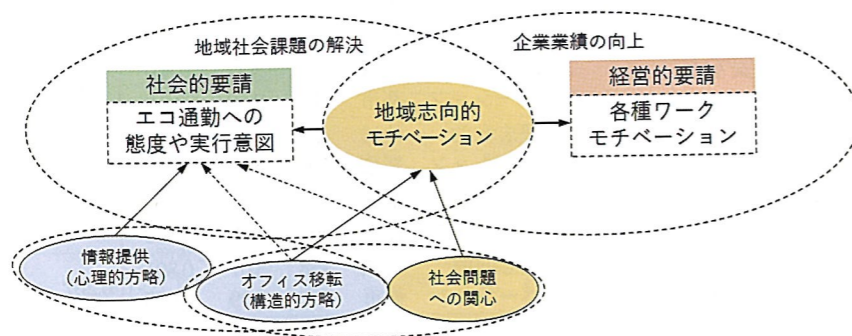 地域社会課題の解決
企業業績の向上
社会的要請
エコ通勤への
態度や実行意図
地域志向的
モチベーション
経営的要請
各種ワーク
モチベーション
情報提供
(心理的方略)
オフィス移転
(構造的方略)
社会問題
への関心